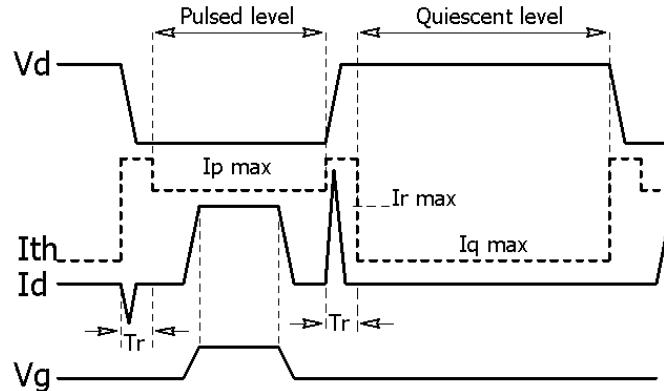 Pulsed level
Quiescent level
Vd
Ip max
Ir max
Ith
Iq max
Id
Tr
Tr
Vg